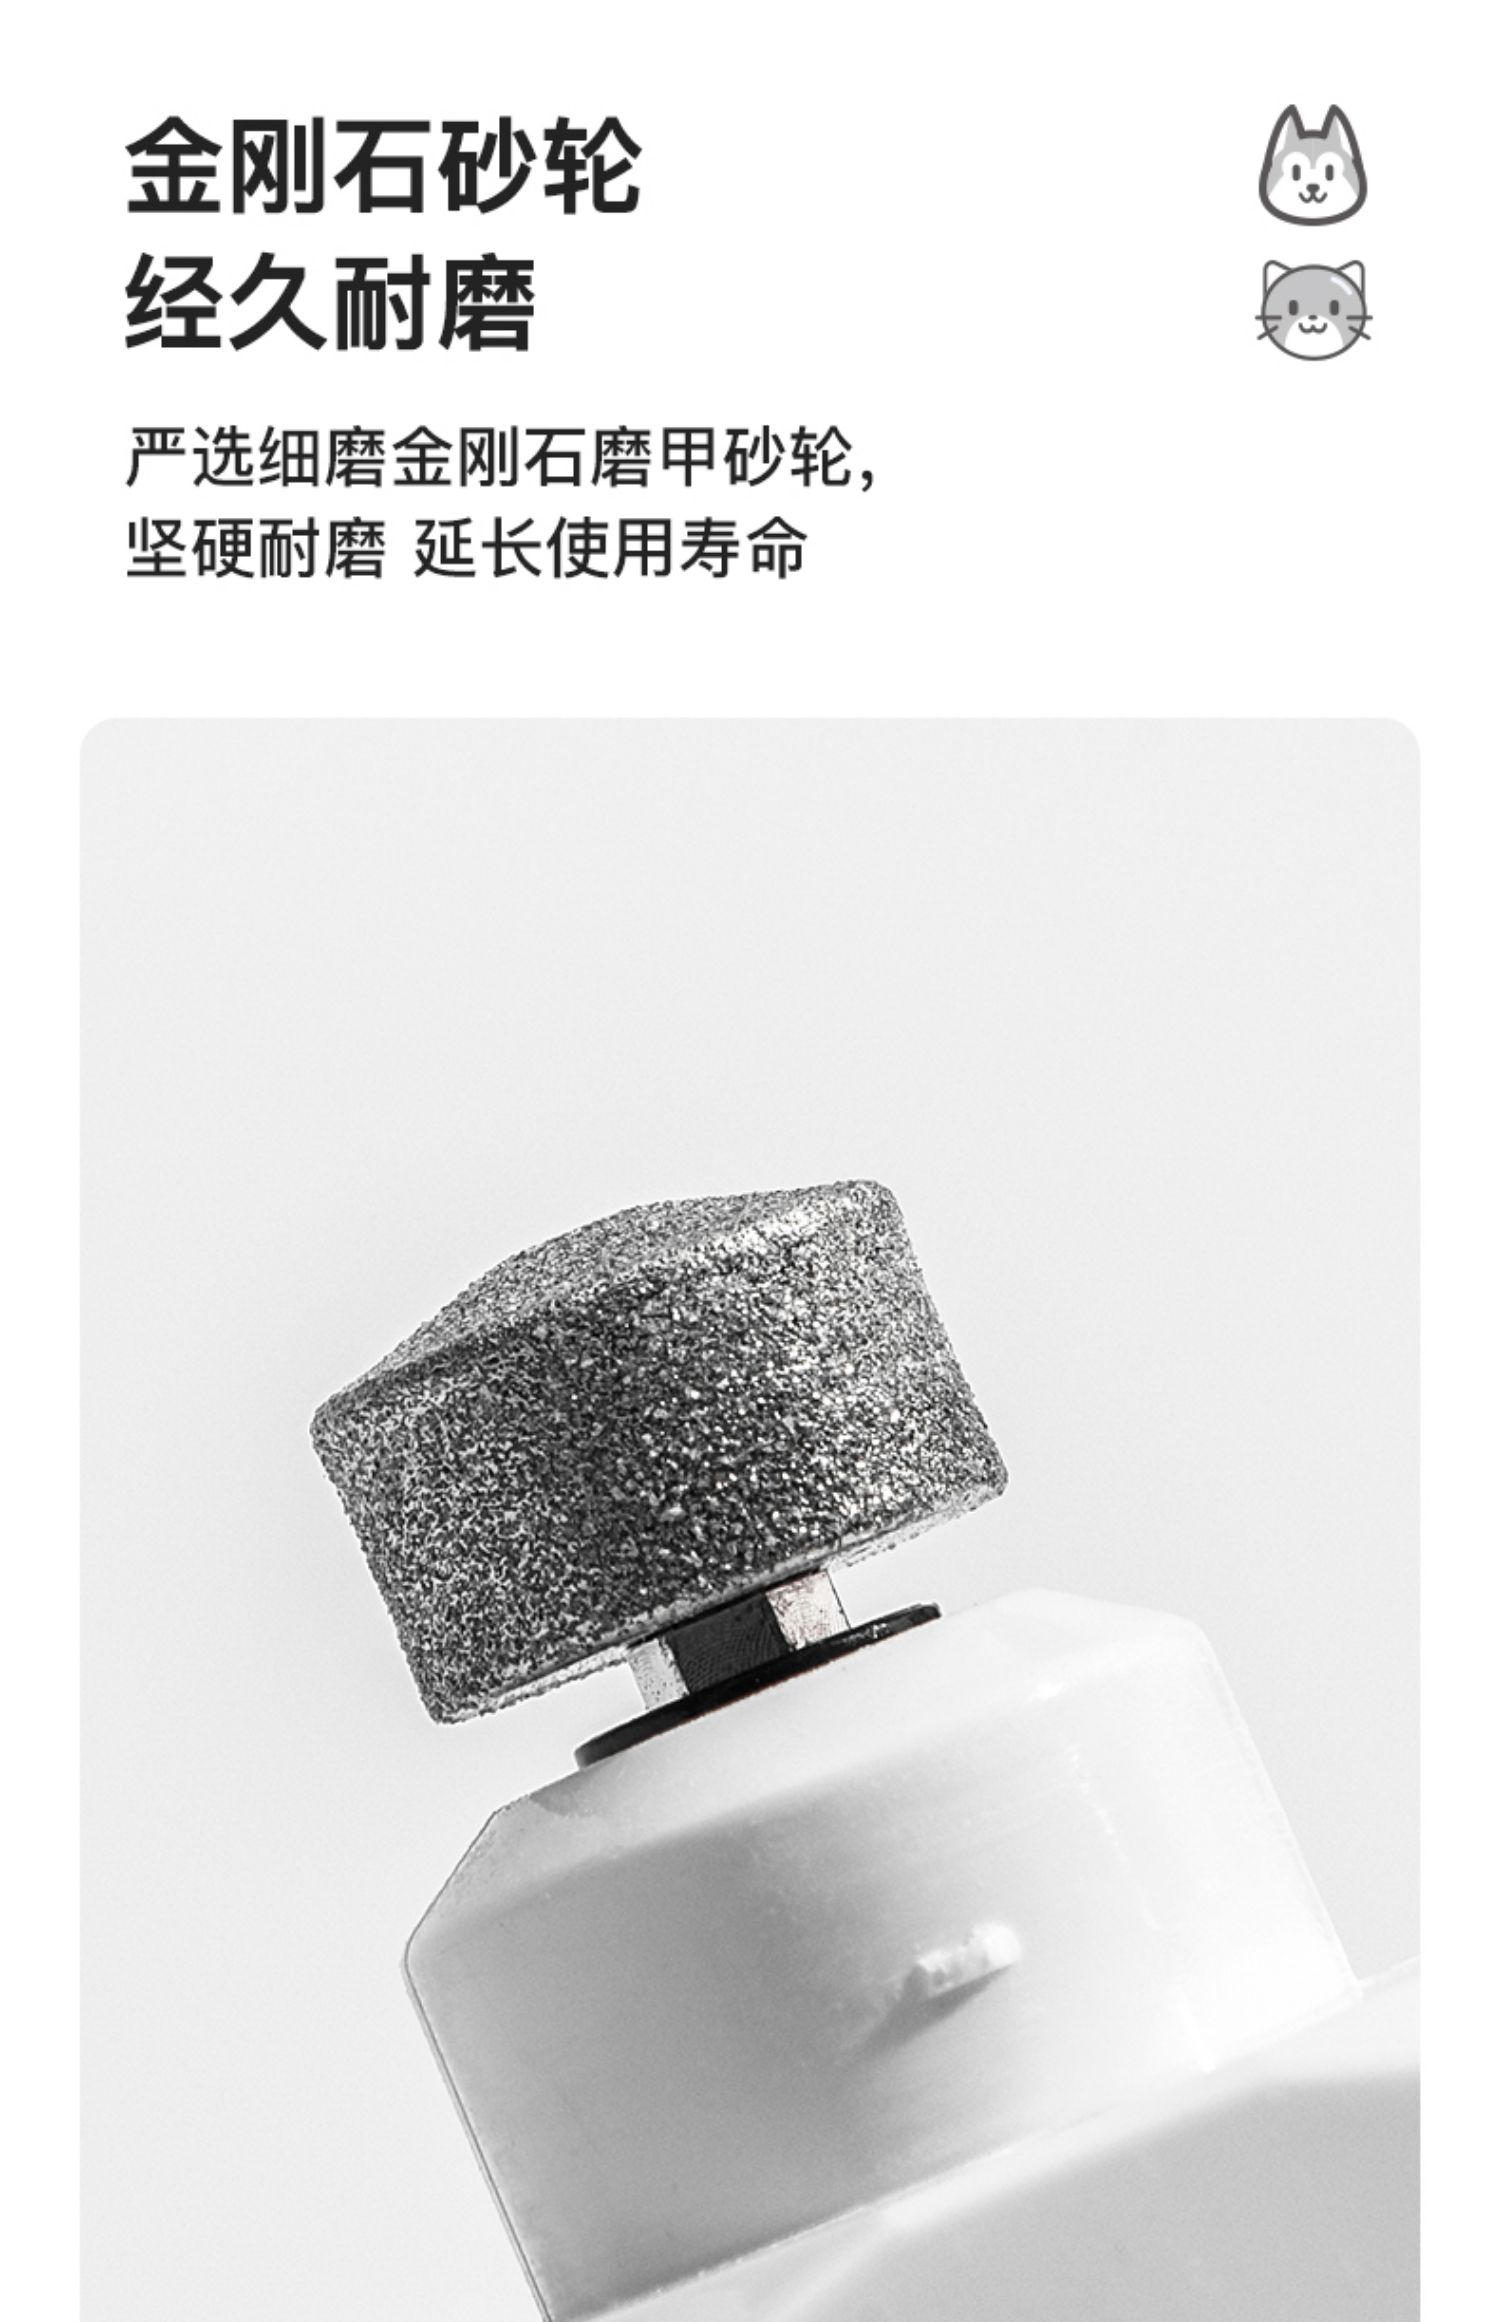 金刚石砂轮
经久耐磨
严选细磨金刚石磨甲砂轮，
坚硬耐磨 延长使用寿命